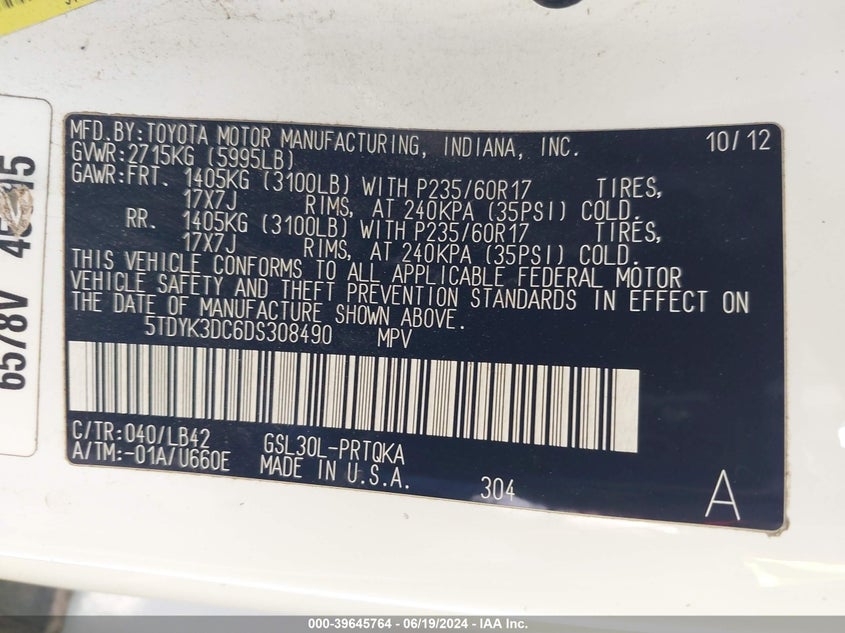 MFD.BY:TOYOTA MOTOR MANUFACTURING, INDIANA, INC. 10/12
GVWR:2715KG (5995LB)
GAWR:FRT. 1405KG (3100LB) WITH P235/60R17 TIRES,
17X7J RIMS, AT 240KPA (35PSI) COLD.
RR. 1405KG (3100LB) WITH P235/60R17 TIRES,
17X7J RIMS, AT 240KPA (35PSI) COLD.
THIS VEHICLE CONFORMS TO ALL APPLICABLE FEDERAL MOTOR
VEHICLE SAFETY AND THEFT PREVENTION STANDARDS IN EFFECT ON
THE DATE OF MANUFACTURE SHOWN ABOVE.
5TDYK3DC6DS308490 MPV
C/TR:040/LB42 GSL30L-PRTQKA
A/TM:-01A/U660E MADE IN U.S.A. 304 A
6578V
000-39645764 - 06/19/2024 - IAA Inc.